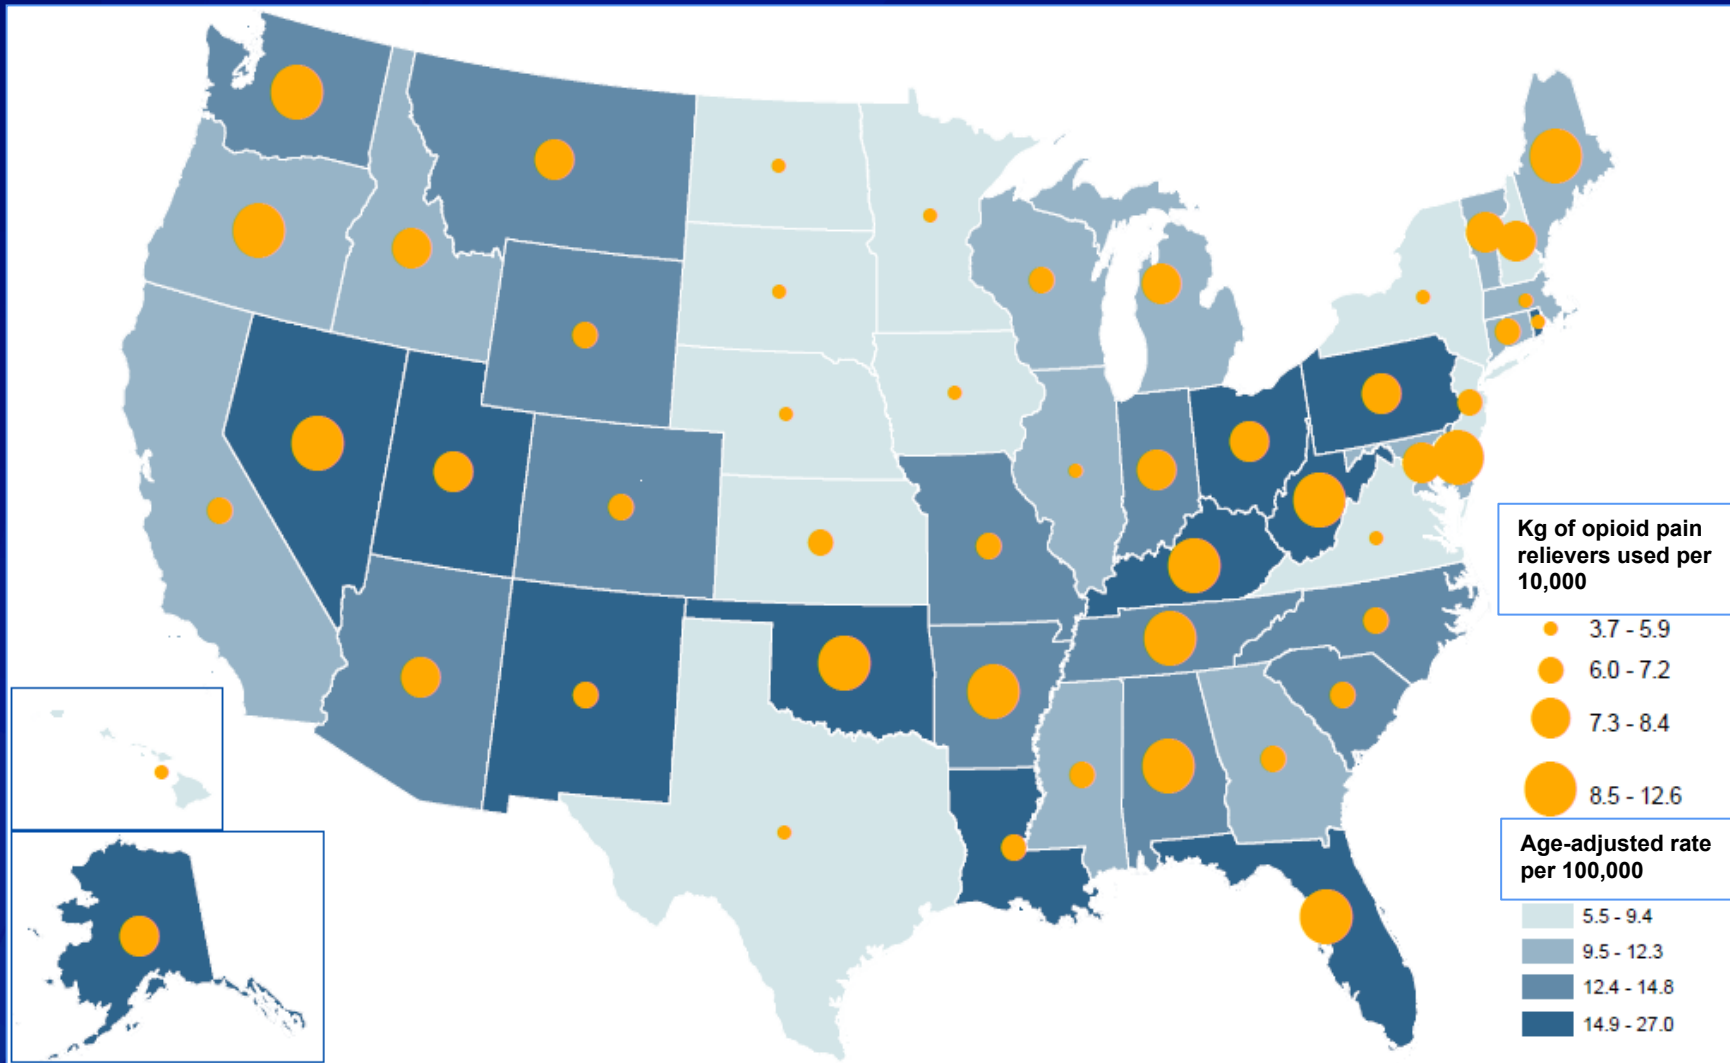 Kg of opioid pain
relievers used per
10,000
3.7 - 5.9
6.0 - 7.2
7.3 - 8.4
8.5 - 12.6
Age-adjusted rate
per 100,000
5.5 - 9.4
9.5 - 12.3
12.4 - 14.8
14.9 - 27.0